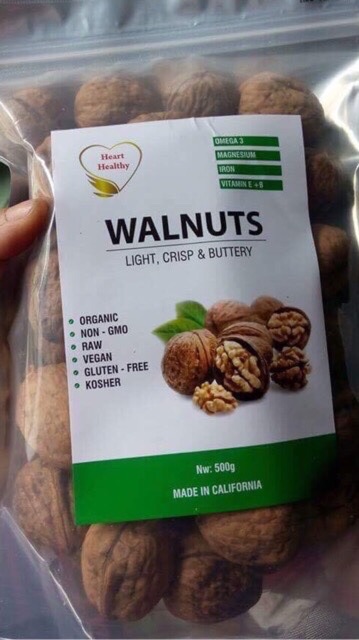 Heart
Healthy
OMEGA 3
MAGNESIUM
IRON
VITAMIN E + B
WALNUTS
LIGHT, CRISP & BUTTERY
ORGANIC
NON - GMO
RAW
VEGAN
GLUTEN - FREE
KOSHER
Nw: 500g
MADE IN CALIFORNIA